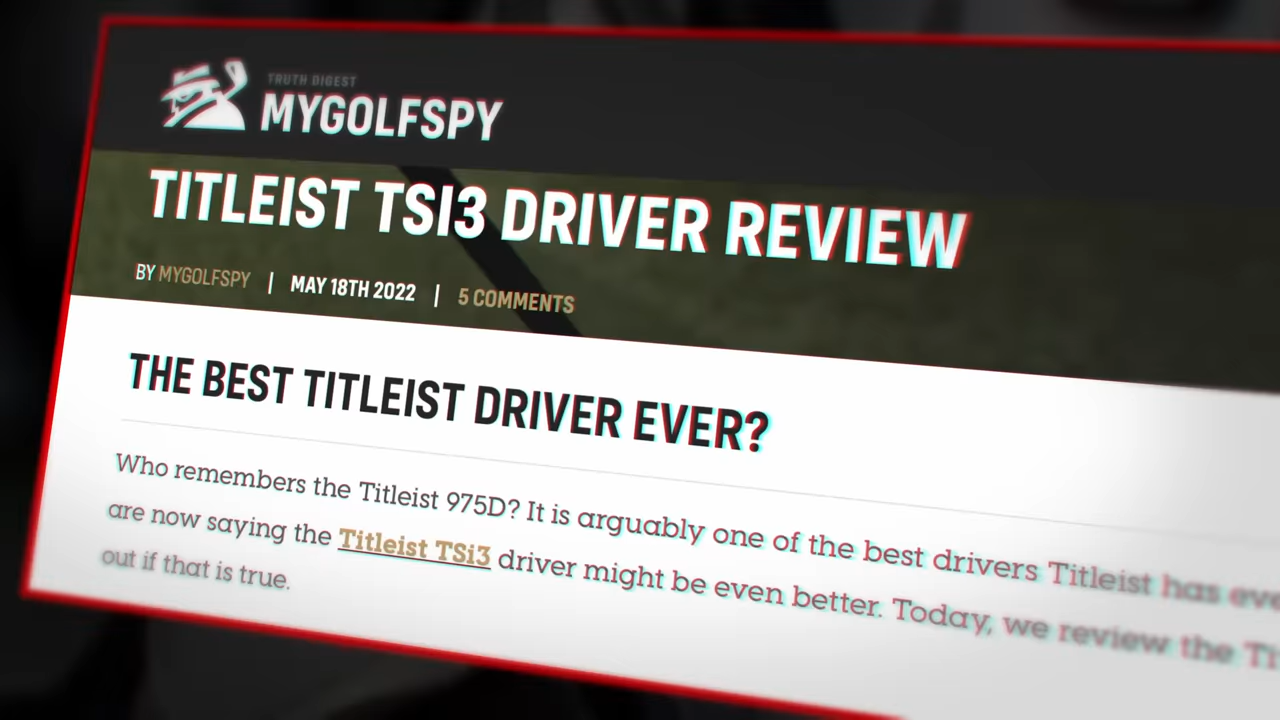 TRUTH DIGEST
MYGOLFSPY
TITLEIST TSI3 DRIVER REVIEW
BY MYGOLFSPY | MAY 18TH 2022 | 5 COMMENTS
THE BEST TITLEIST DRIVER EVER?
Who remembers the Titleist 975D? It is arguably one of the best drivers Titleist has
are now saying the Titleist TSi3 driver might be even better. Today, we review the
out if that is true.